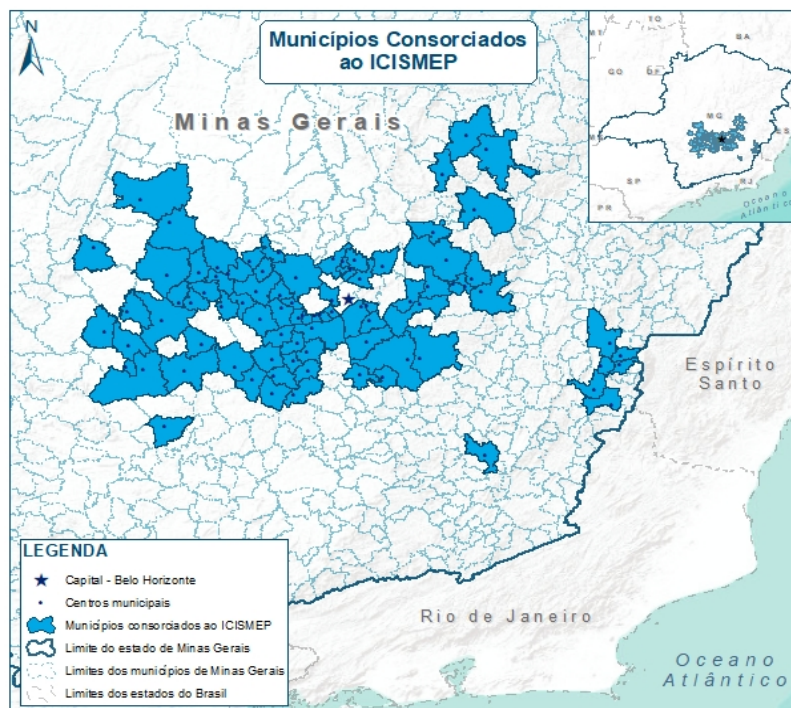 N
Municípios Consorciados
ao ICISMEP
Minas Gerais
TO
BA
MT
GO
DF
MG
ES
SP
RJ
PR
Oceano
Atlântico
Espírito
Santo
Rio de Janeiro
Oceano
Atlântico
LEGENDA
Capital - Belo Horizonte
Centros municipais
Municípios consorciados ao ICISMEP
Limite do estado de Minas Gerais
Limites dos municípios de Minas Gerais
Limites dos estados do Brasil